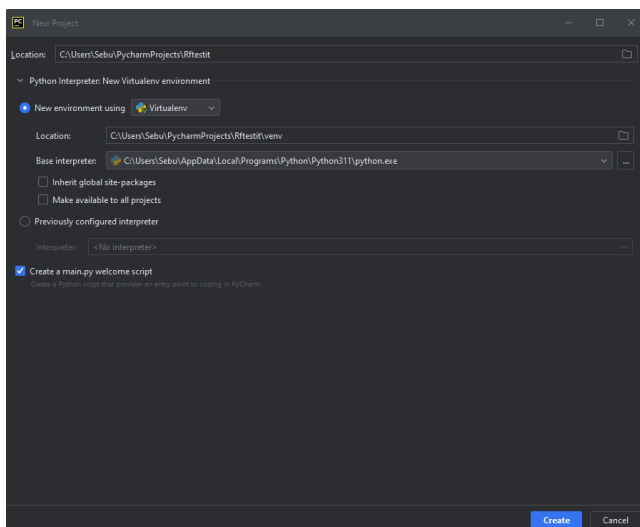 PC New Project
Location: C:\Users\Sebu\PycharmProjects\Rftestit
Python Interpreter: New Virtualenv environment
New environment using Virtualenv
Location: C:\Users\Sebu\PycharmProjects\Rftestit\venv
Base interpreter: C:\Users\Sebu\AppData\Local\Programs\Python\Python311\python.exe ...
Inherit global site-packages
Make available to all projects
Previously configured interpreter
Interpreter: <No interpreter>
Create a main.py welcome script
Create a Python script that provides an entry point to coding in PyCharm.
Create Cancel